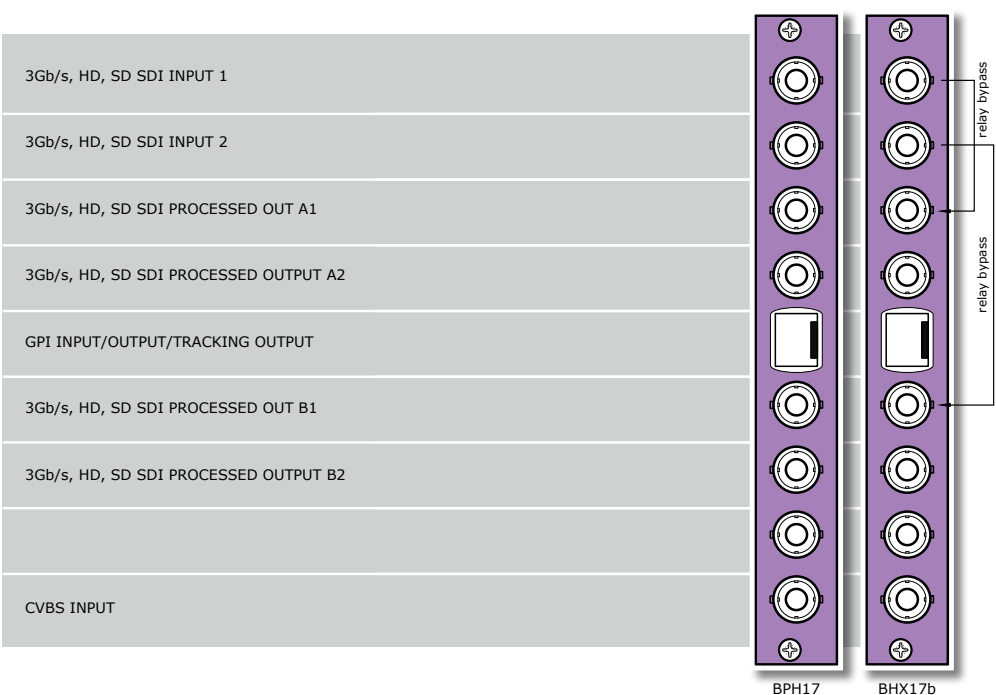 3Gb/s, HD, SD SDI INPUT 1
3Gb/s, HD, SD SDI INPUT 2
3Gb/s, HD, SD SDI PROCESSED OUT A1
3Gb/s, HD, SD SDI PROCESSED OUTPUT A2
GPI INPUT/OUTPUT/TRACKING OUTPUT
3Gb/s, HD, SD SDI PROCESSED OUT B1
3Gb/s, HD, SD SDI PROCESSED OUTPUT B2
CVBS INPUT
relay bypass
relay bypass
BPH17
BHX17b